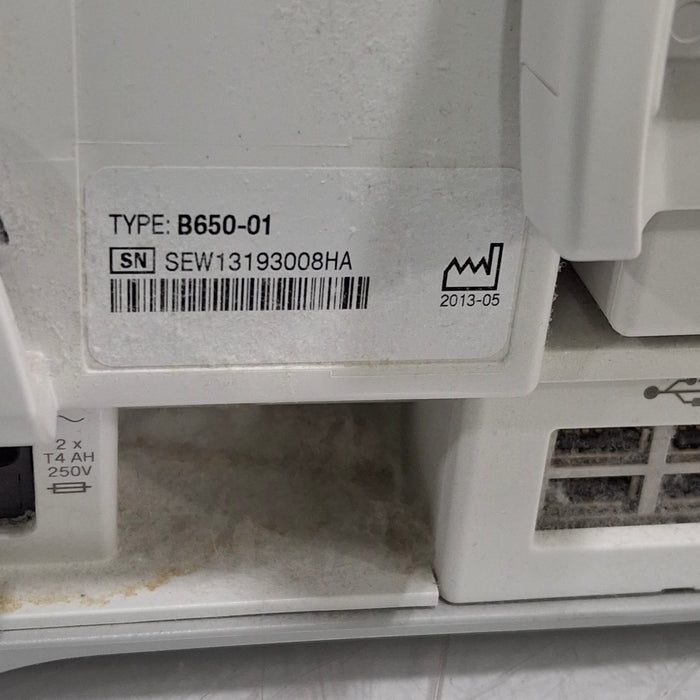 TYPE: B650-01
SN SEW13193008HA
2013-05
2 x
T4 AH
250V